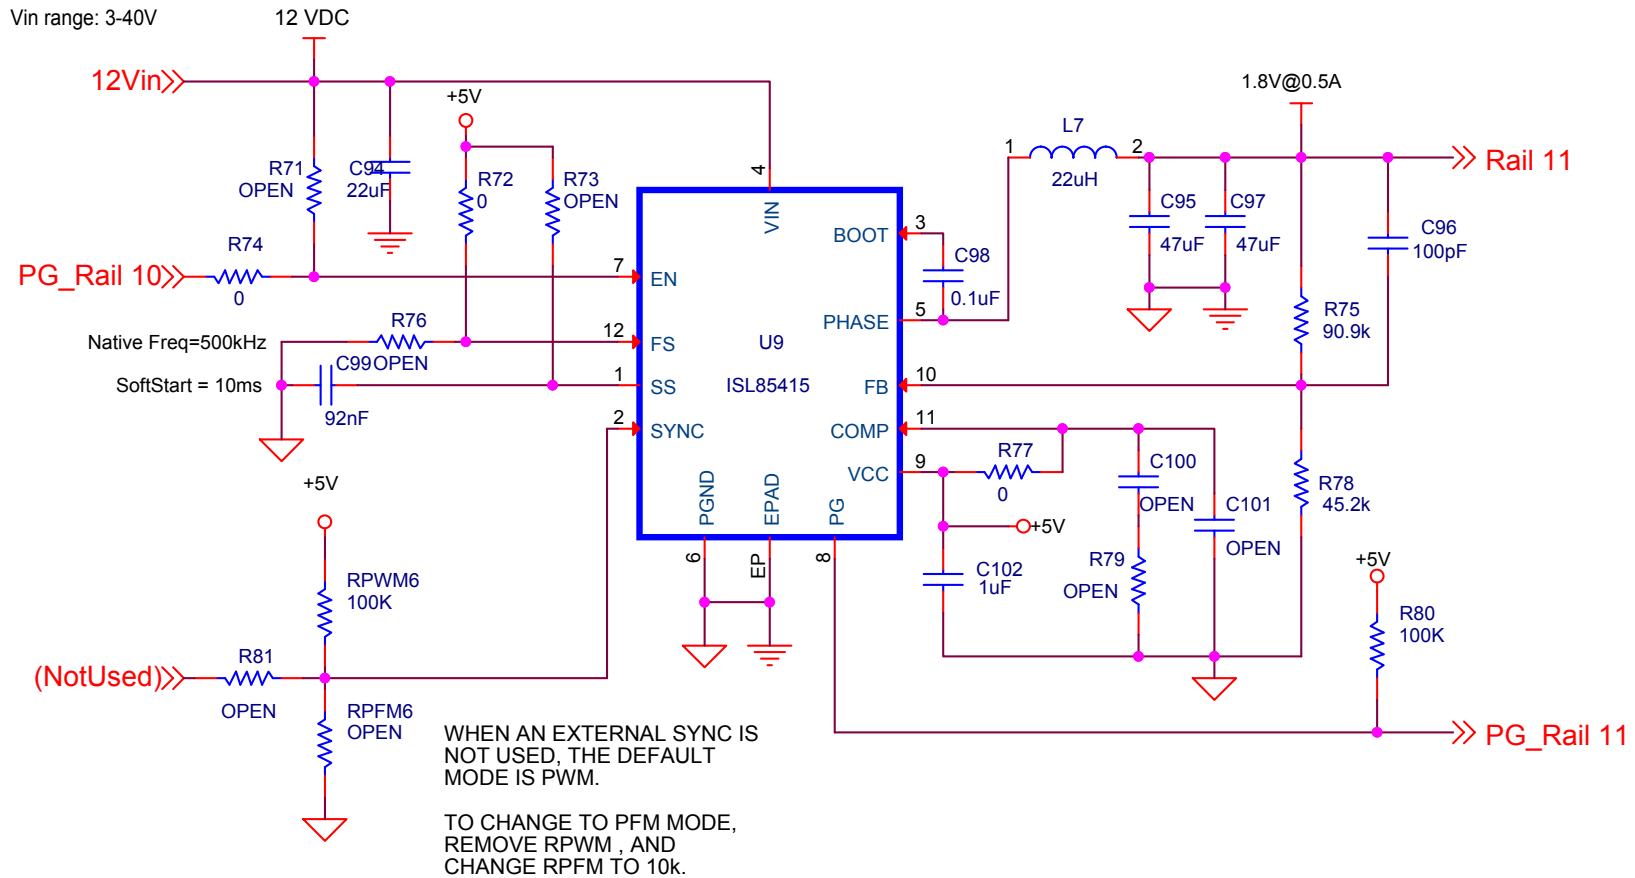 Vin range: 3-40V
12 VDC
12Vin
+5V
1.8V@0.5A
R71
OPEN
C94
22uF
R72
0
R73
OPEN
4
VIN
1
L7
2
22uH
Rail 11
C95
47uF
C97
47uF
C96
100pF
BOOT
3
C98
0.1uF
R74
0
PG_Rail 10
7
EN
PHASE
5
R75
90.9k
R76
OPEN
Native Freq=500kHz
12
FS
U9
ISL85415
C99
92nF
SoftStart = 10ms
1
SS
FB
10
2
SYNC
COMP
11
VCC
9
R77
0
C100
OPEN
C101
OPEN
R78
45.2k
PGND
EPAD
PG
6
EP
8
+5V
+5V
C102
1uF
R79
OPEN
+5V
R80
100K
RPWM6
100K
(NotUsed)
R81
OPEN
RPFM6
OPEN
PG_Rail 11
WHEN AN EXTERNAL SYNC IS
NOT USED, THE DEFAULT
MODE IS PWM.
TO CHANGE TO PFM MODE,
REMOVE RPWM , AND
CHANGE RPFM TO 10k.